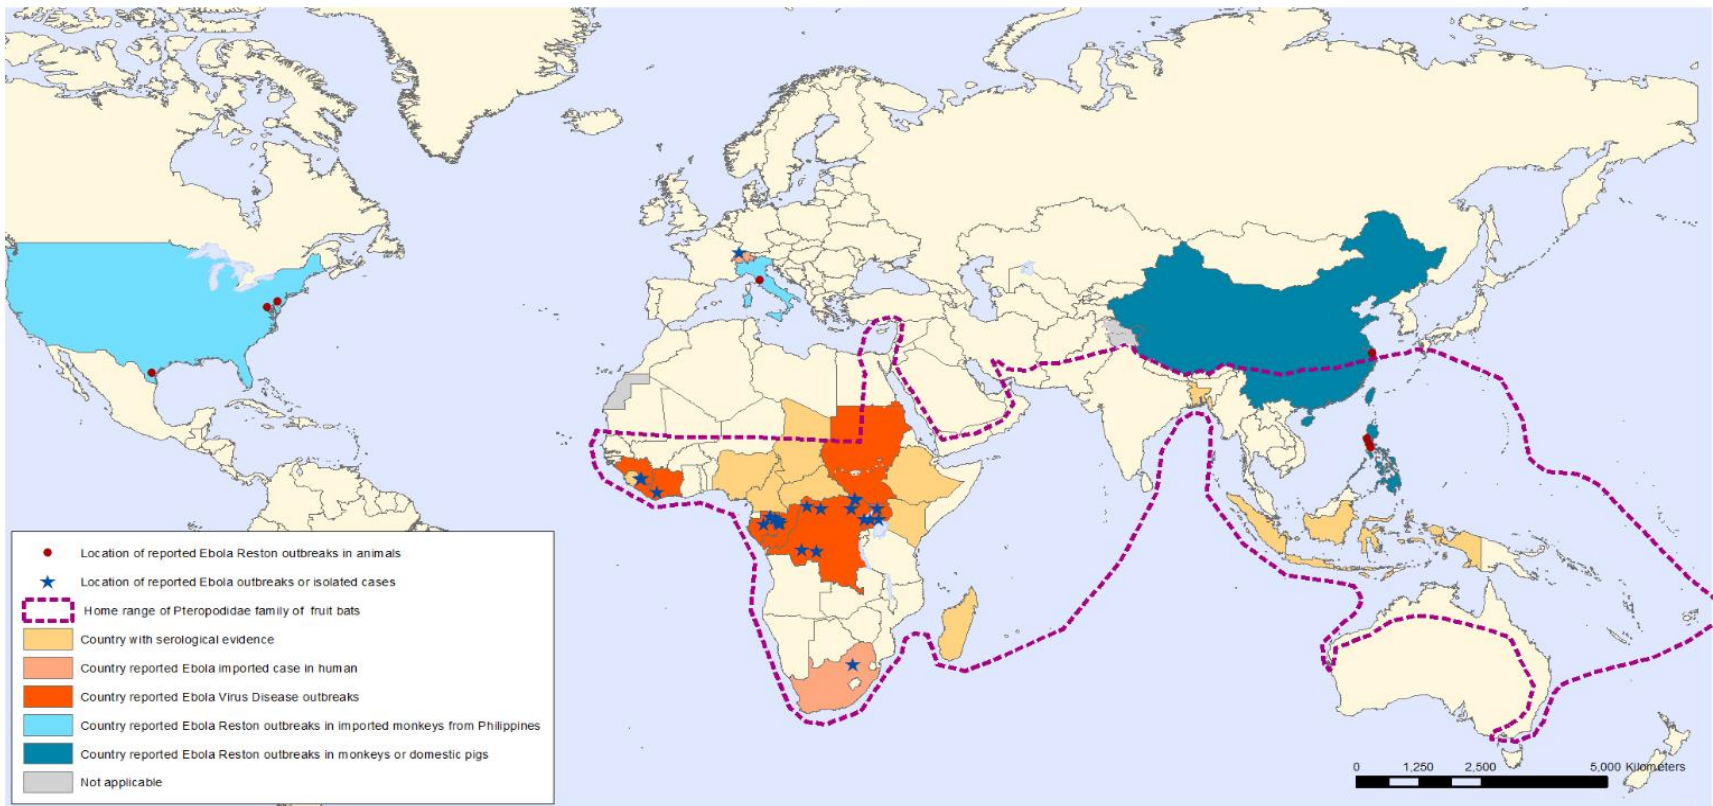 Location of reported Ebola Reston outbreaks in animals
Location of reported Ebola outbreaks or isolated cases
Home range of Pteropodidae family of fruit bats
Country with serological evidence
Country reported Ebola imported case in human
Country reported Ebola Virus Disease outbreaks
Country reported Ebola Reston outbreaks in imported monkeys from Philippines
Country reported Ebola Reston outbreaks in monkeys or domestic pigs
Not applicable
0 1,250 2,500 5,000 Kilometers